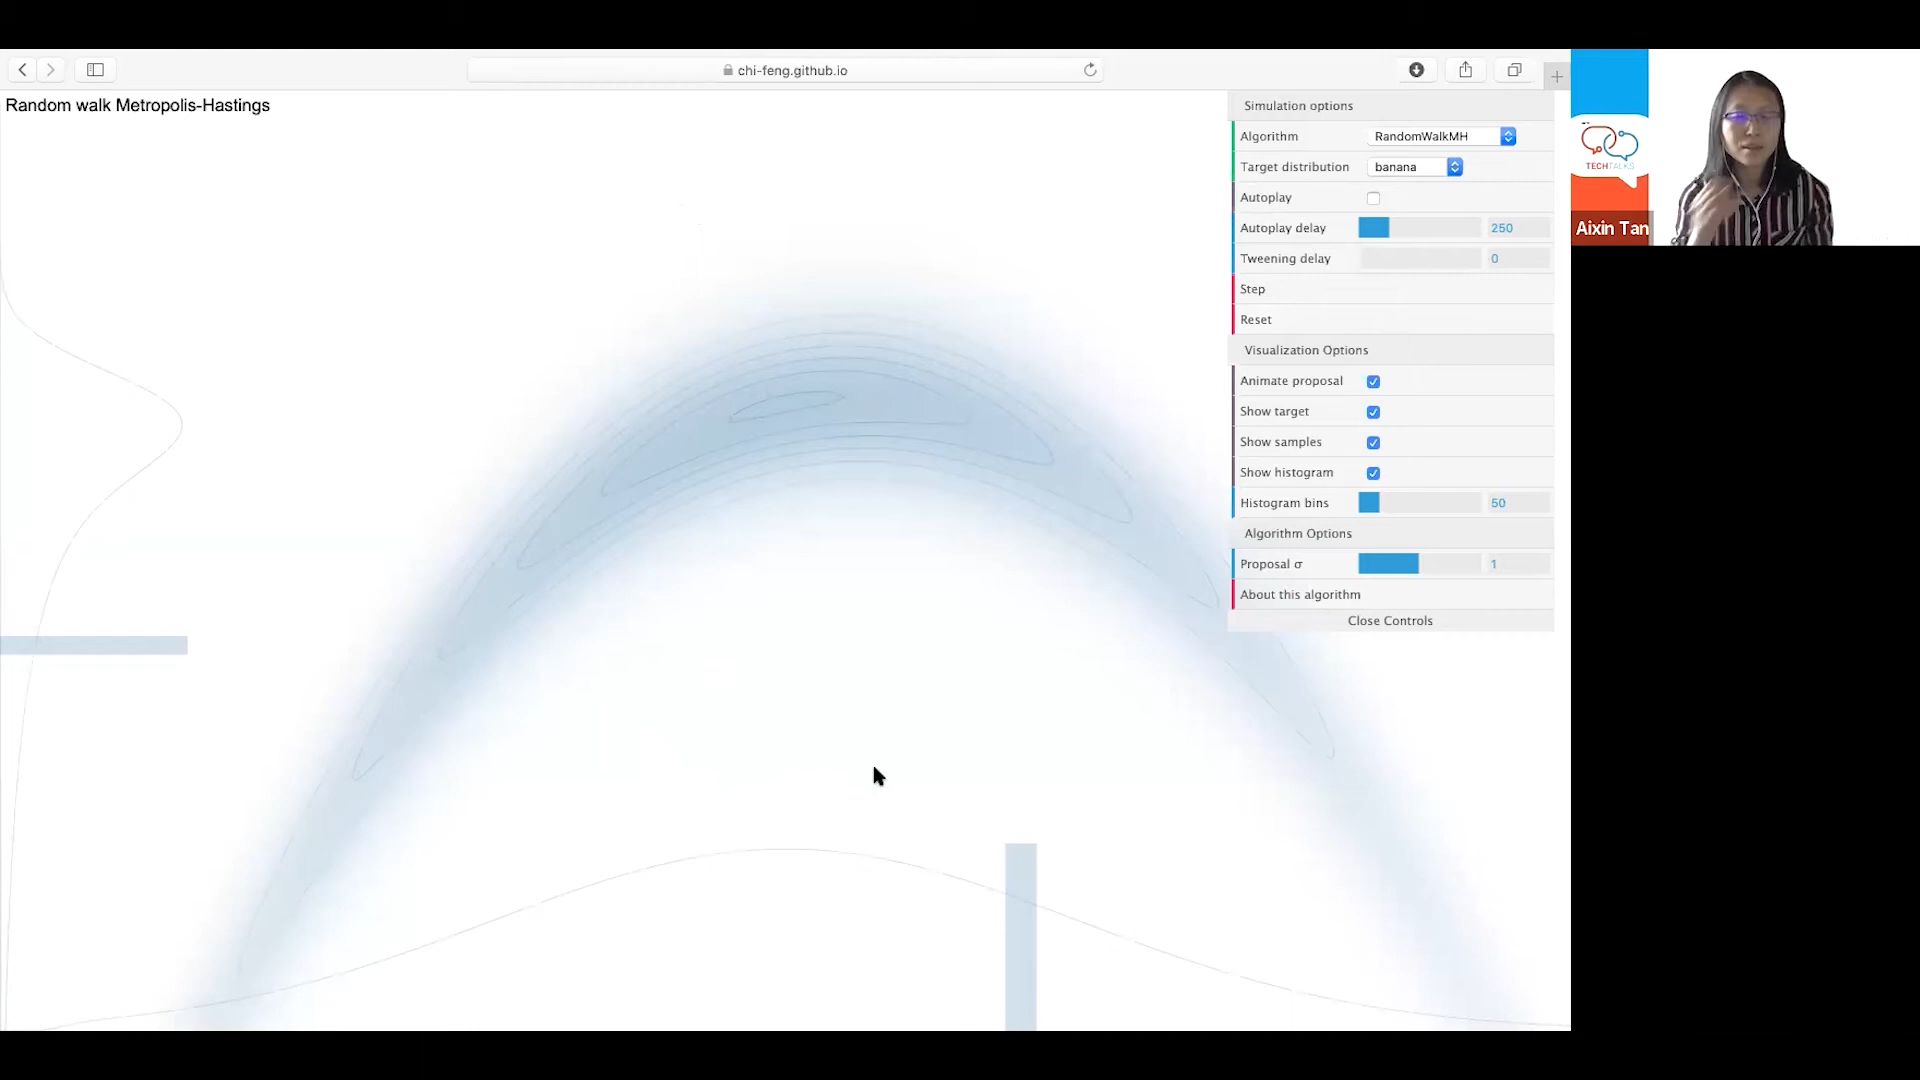 chi-feng.github.io
Random walk Metropolis-Hastings
Simulation options
Algorithm RandomWalkMH
Target distribution banana
Autoplay
Autoplay delay 250
Tweening delay 0
Step
Reset
Visualization Options
Animate proposal
Show target
Show samples
Show histogram
Histogram bins 50
Algorithm Options
Proposal σ 1
About this algorithm
Close Controls
TECHTALKS
Aixin Tan